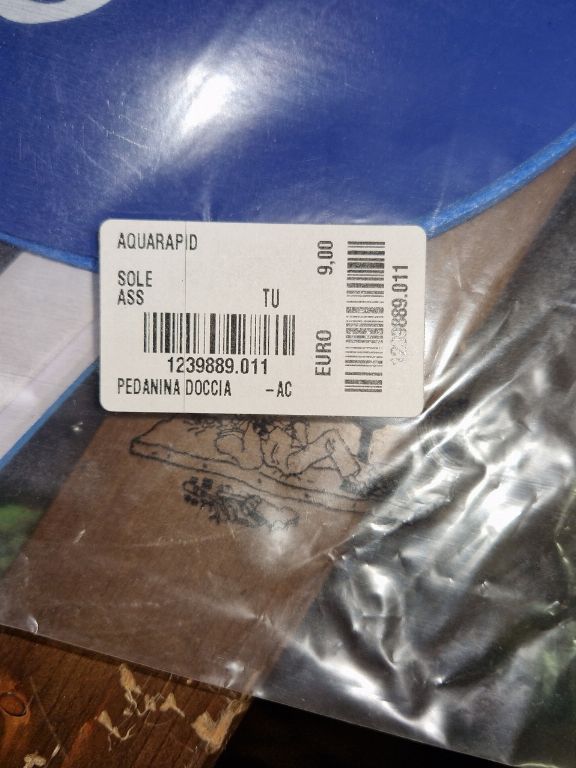 AQUARAPID
SOLE
ASS TU
1239889.011
PEDANINA DOCCIA -AC
EURO 9,00
1239889.011